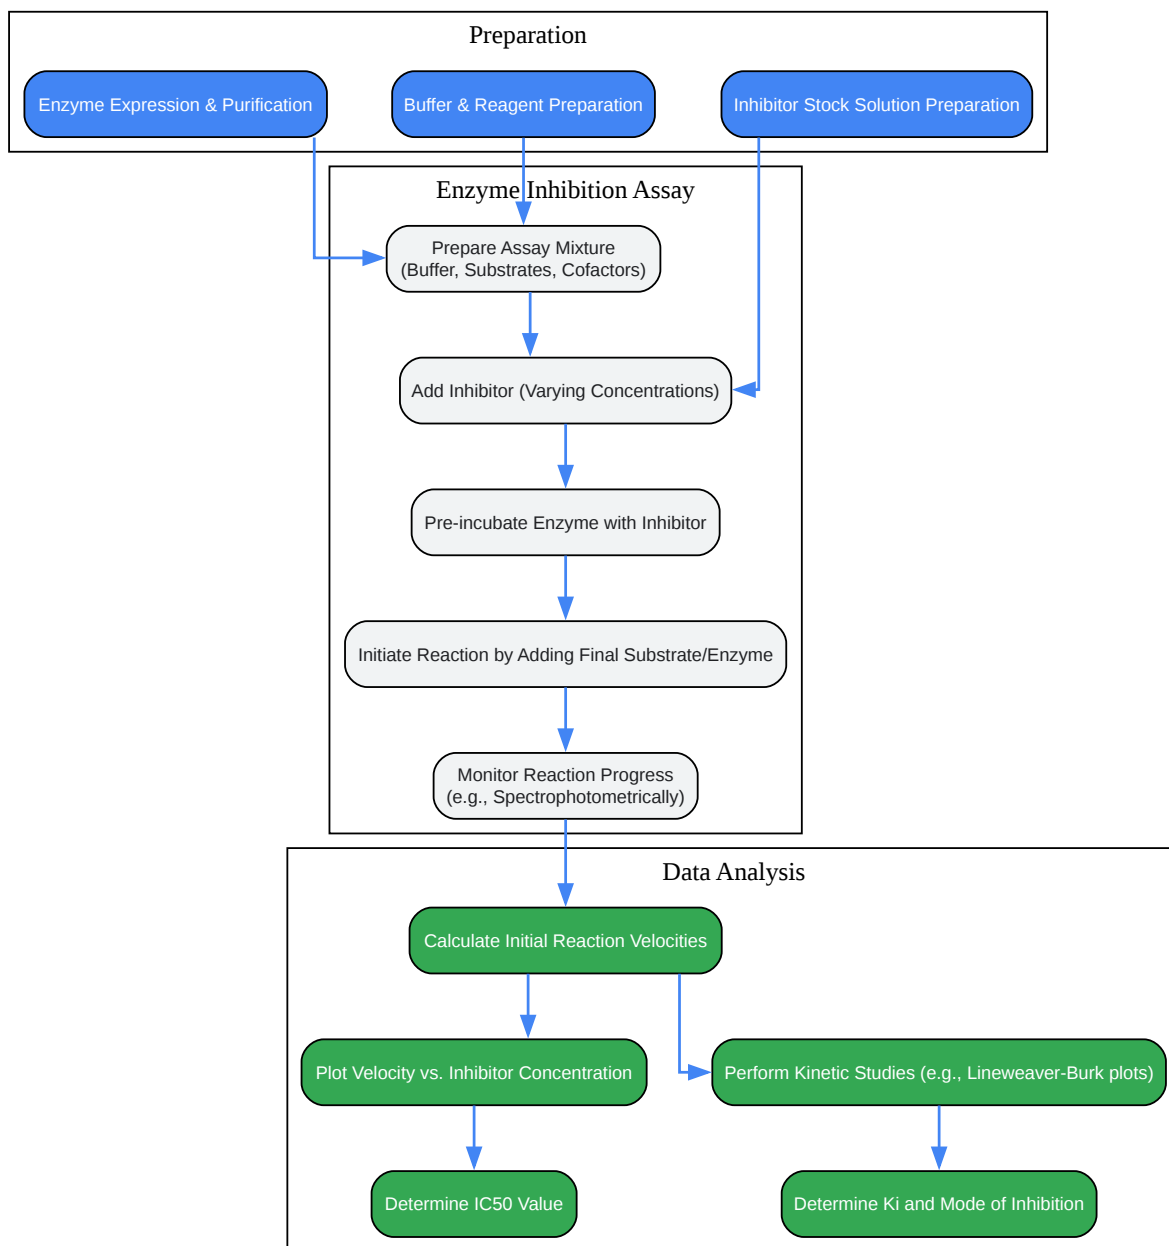 Preparation
Enzyme Expression & Purification
Buffer & Reagent Preparation
Inhibitor Stock Solution Preparation
Enzyme Inhibition Assay
Prepare Assay Mixture
(Buffer, Substrates, Cofactors)
Add Inhibitor (Varying Concentrations)
Pre-incubate Enzyme with Inhibitor
Initiate Reaction by Adding Final Substrate/Enzyme
Monitor Reaction Progress
(e.g., Spectrophotometrically)
Data Analysis
Calculate Initial Reaction Velocities
Plot Velocity vs. Inhibitor Concentration
Perform Kinetic Studies (e.g., Lineweaver-Burk plots)
Determine IC50 Value
Determine Ki and Mode of Inhibition